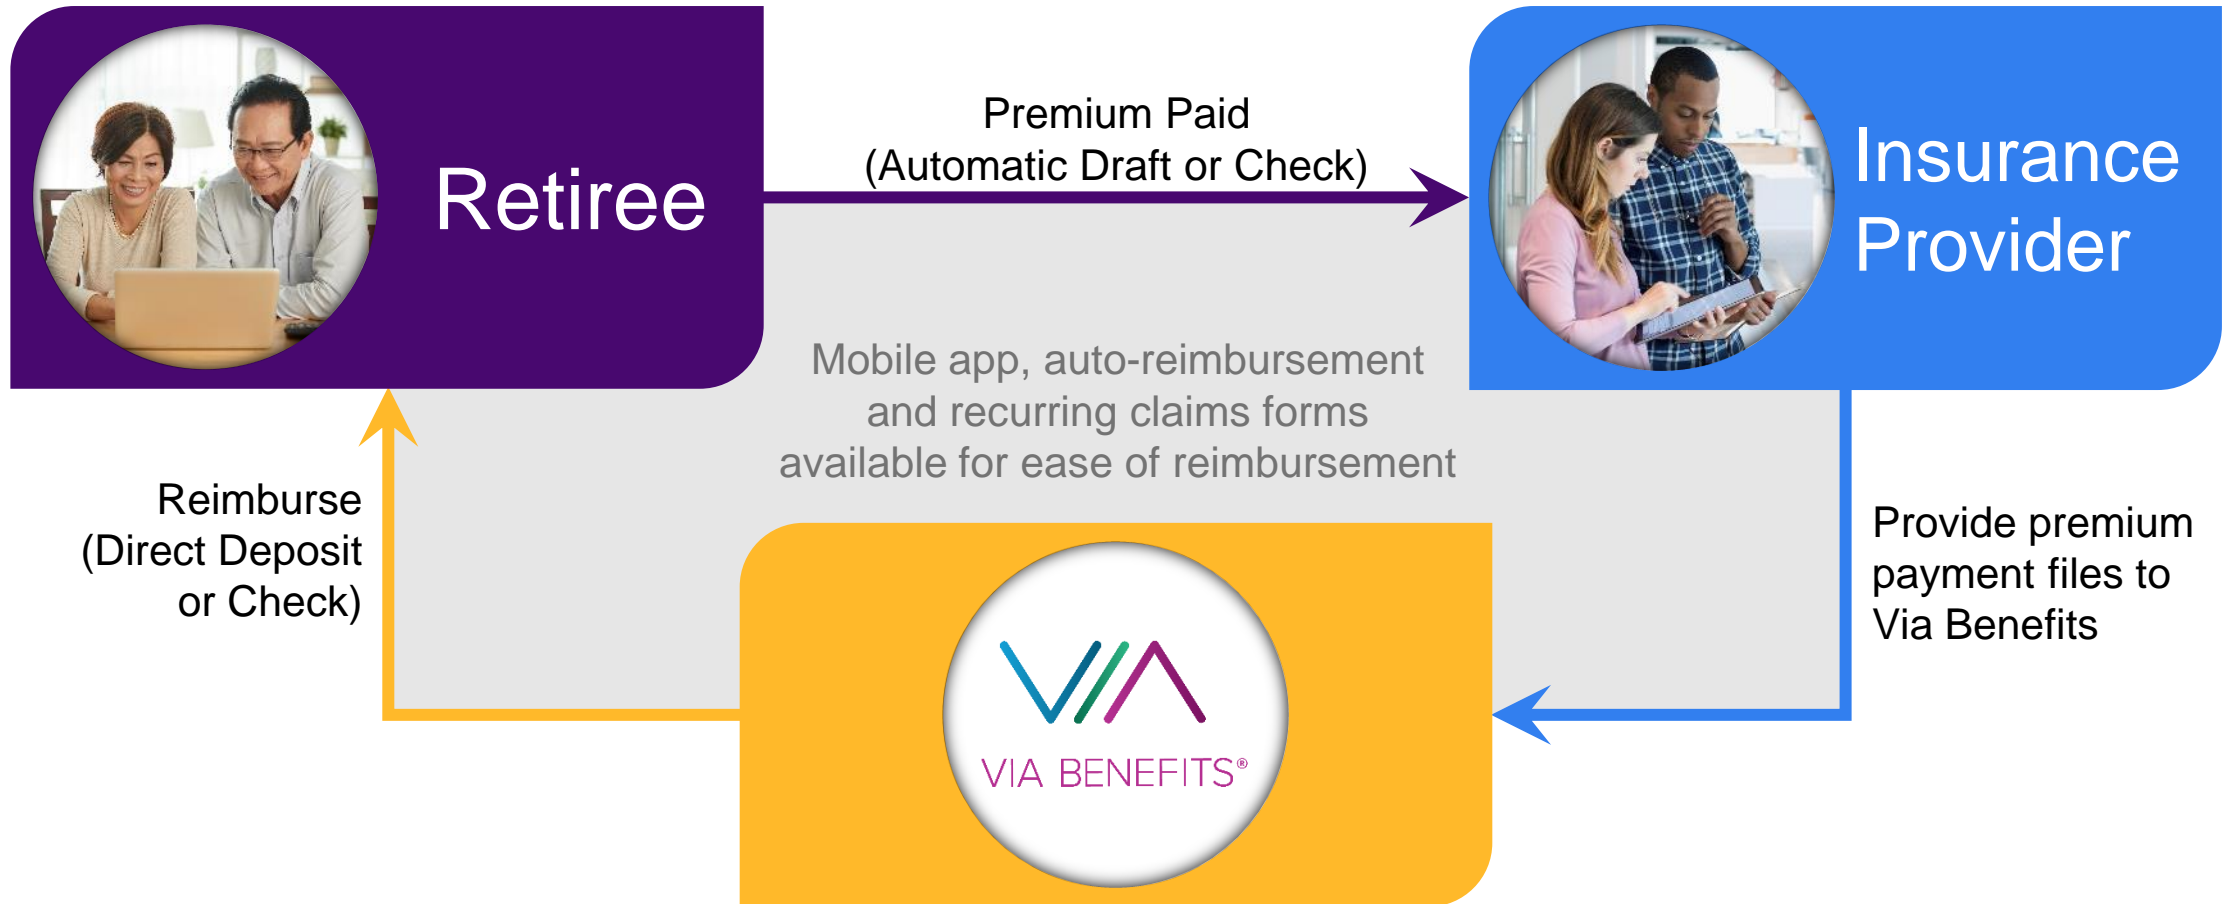 Retiree
Premium Paid
(Automatic Draft or Check)
Insurance
Provider
Mobile app, auto-reimbursement
and recurring claims forms
available for ease of reimbursement
Reimburse
(Direct Deposit
or Check)
Provide premium
payment files to
Via Benefits
VIA
VIA BENEFITS®